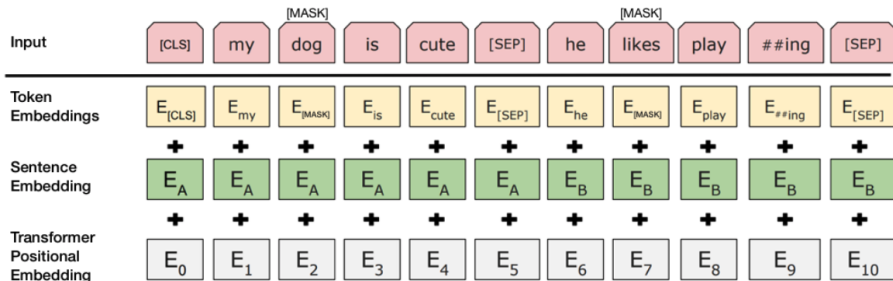 [MASK] [MASK]
Input [CLS] my dog is cute [SEP] he likes play ##ing [SEP]
Token
Embeddings
E[CLS] Emy E[MASK] Eis Ecute E[SEP] Ehe E[MASK] Eplay E##ing E[SEP]
+ + + + + + + + + + +
Sentence
Embedding
EA EA EA EA EA EA EB EB EB EB EB
+ + + + + + + + + + +
Transformer
Positional
Embedding
E0 E1 E2 E3 E4 E5 E6 E7 E8 E9 E10